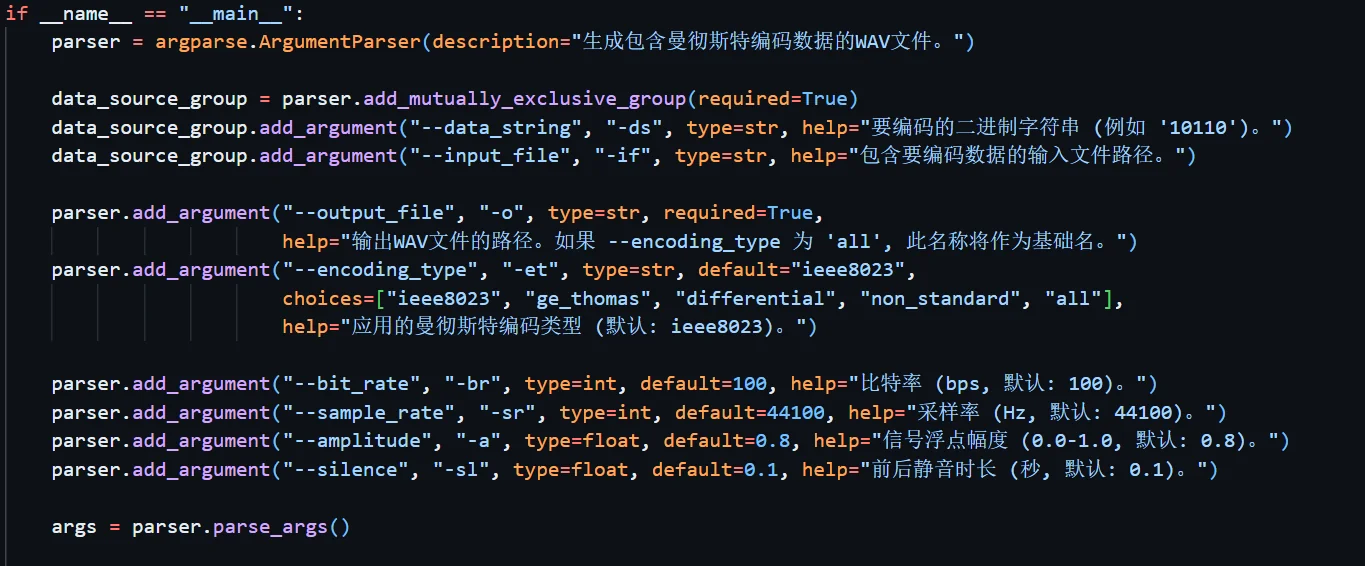 if __name__ == "__main__":
parser = argparse.ArgumentParser(description="生成包含曼彻斯特编码数据的WAV文件。")
data_source_group = parser.add_mutually_exclusive_group(required=True)
data_source_group.add_argument("--data_string", "-ds", type=str, help="要编码的二进制字符串 (例如 '10110')。")
data_source_group.add_argument("--input_file", "-if", type=str, help="包含要编码数据的输入文件路径。")
parser.add_argument("--output_file", "-o", type=str, required=True,
help="输出WAV文件的路径。如果 --encoding_type 为 'all', 此名称将作为基础名。")
parser.add_argument("--encoding_type", "-et", type=str, default="ieee8023",
choices=["ieee8023", "ge_thomas", "differential", "non_standard", "all"],
help="应用的曼彻斯特编码类型 (默认: ieee8023)。")
parser.add_argument("--bit_rate", "-br", type=int, default=100, help="比特率 (bps, 默认: 100)。")
parser.add_argument("--sample_rate", "-sr", type=int, default=44100, help="采样率 (Hz, 默认: 44100)。")
parser.add_argument("--amplitude", "-a", type=float, default=0.8, help="信号浮点幅度 (0.0-1.0, 默认: 0.8)。")
parser.add_argument("--silence", "-sl", type=float, default=0.1, help="前后静音时长 (秒, 默认: 0.1)。")
args = parser.parse_args()